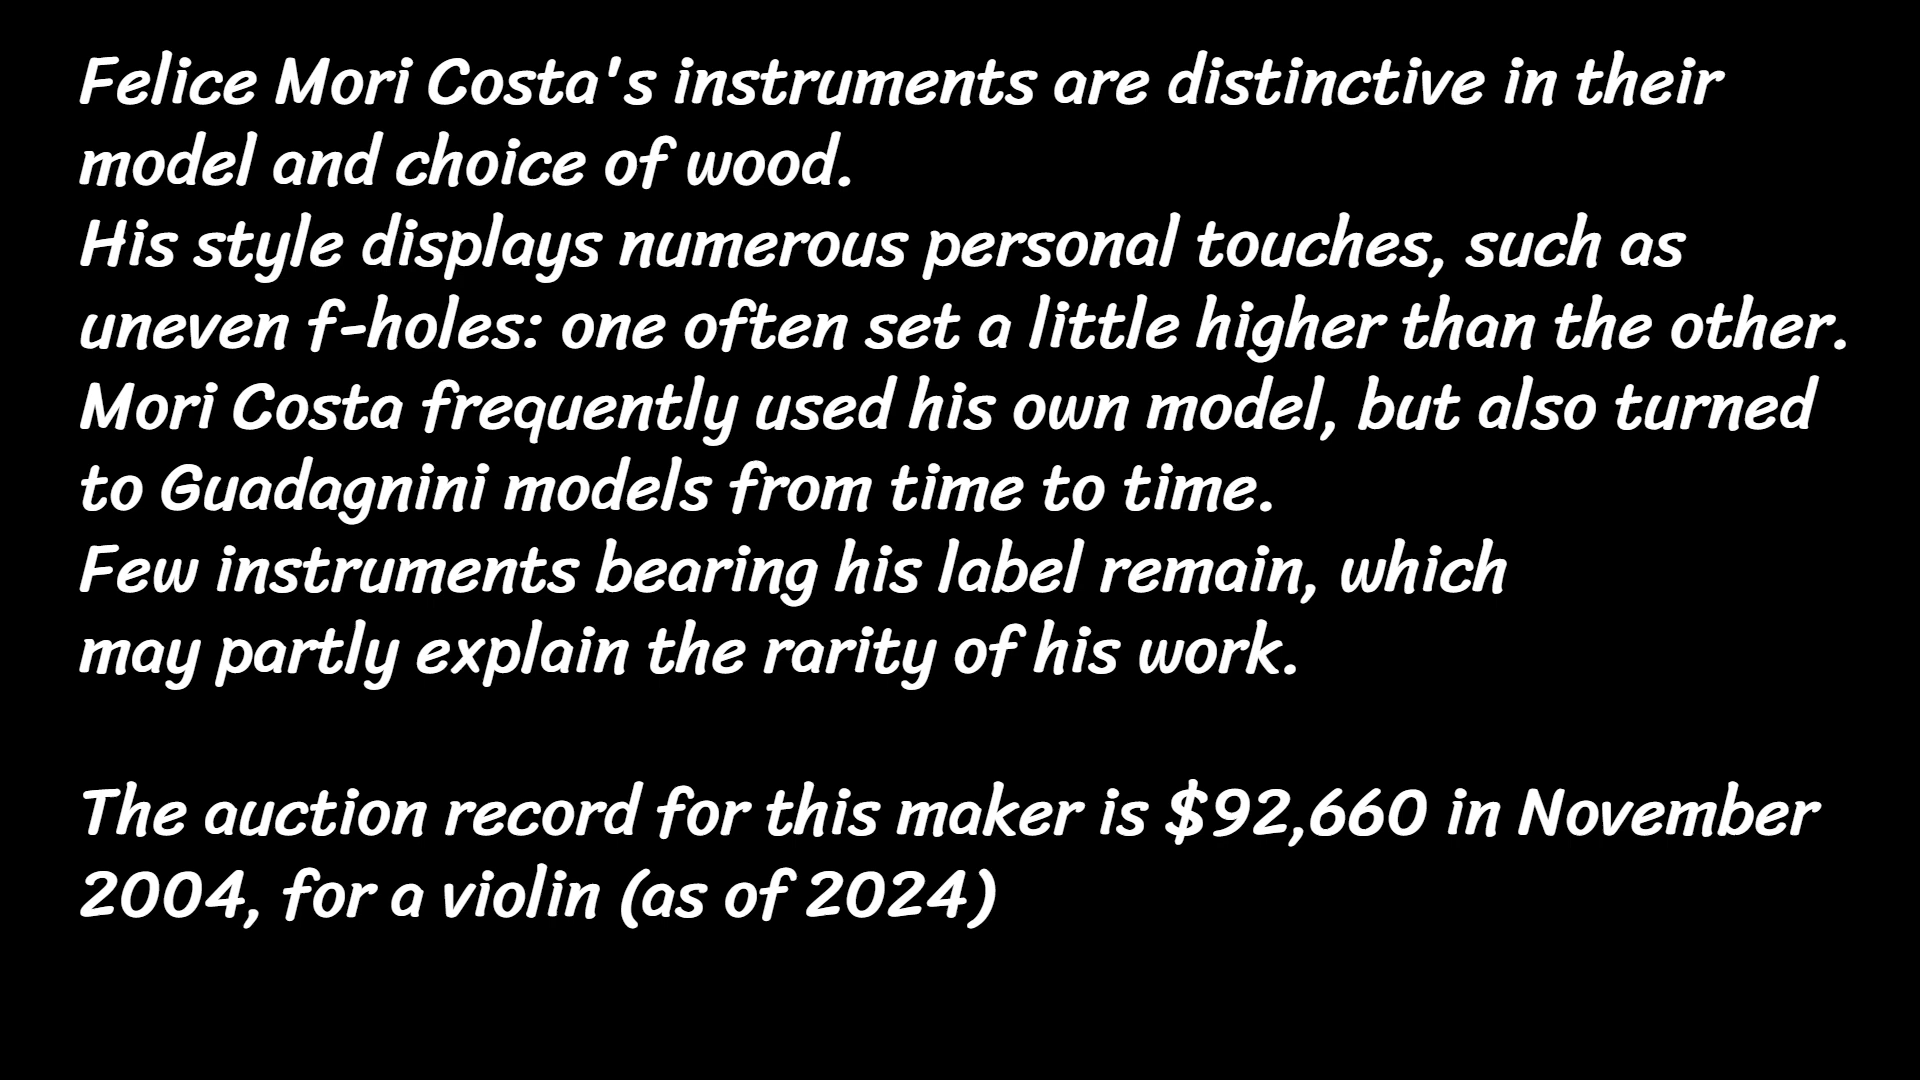 Felice Mori Costa's instruments are distinctive in their
model and choice of wood.
His style displays numerous personal touches, such as
uneven f-holes: one often set a little higher than the other.
Mori Costa frequently used his own model, but also turned
to Guadagnini models from time to time.
Few instruments bearing his label remain, which
may partly explain the rarity of his work.
The auction record for this maker is $92,660 in November
2004, for a violin (as of 2024)